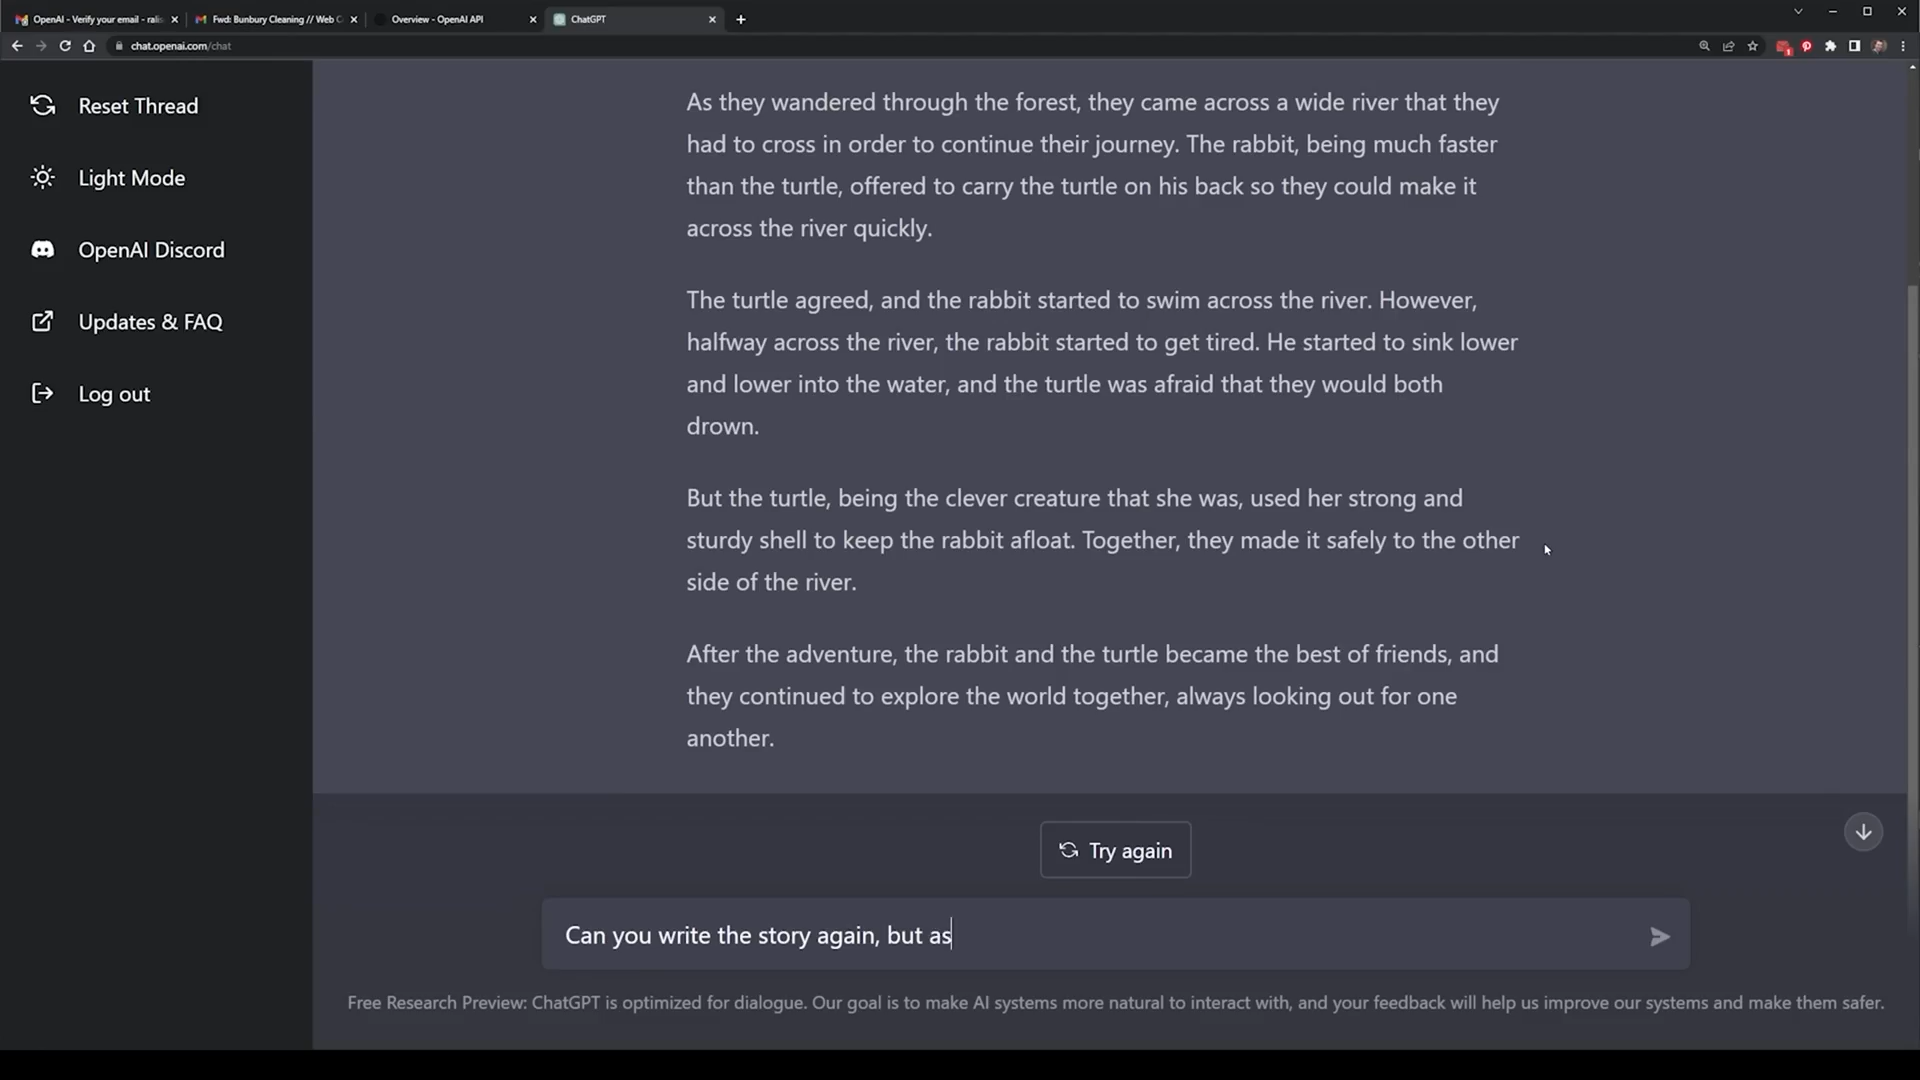 OpenAI - Verify your email - ralis
Fwd: Bunbury Cleaning // Web C
Overview - OpenAI API
ChatGPT
chat.openai.com/chat
1
Reset Thread
Light Mode
OpenAI Discord
Updates & FAQ
Log out
As they wandered through the forest, they came across a wide river that they
had to cross in order to continue their journey. The rabbit, being much faster
than the turtle, offered to carry the turtle on his back so they could make it
across the river quickly.
The turtle agreed, and the rabbit started to swim across the river. However,
halfway across the river, the rabbit started to get tired. He started to sink lower
and lower into the water, and the turtle was afraid that they would both
drown.
But the turtle, being the clever creature that she was, used her strong and
sturdy shell to keep the rabbit afloat. Together, they made it safely to the other
side of the river.
After the adventure, the rabbit and the turtle became the best of friends, and
they continued to explore the world together, always looking out for one
another.
Try again
Can you write the story again, but as
Free Research Preview: ChatGPT is optimized for dialogue. Our goal is to make AI systems more natural to interact with, and your feedback will help us improve our systems and make them safer.